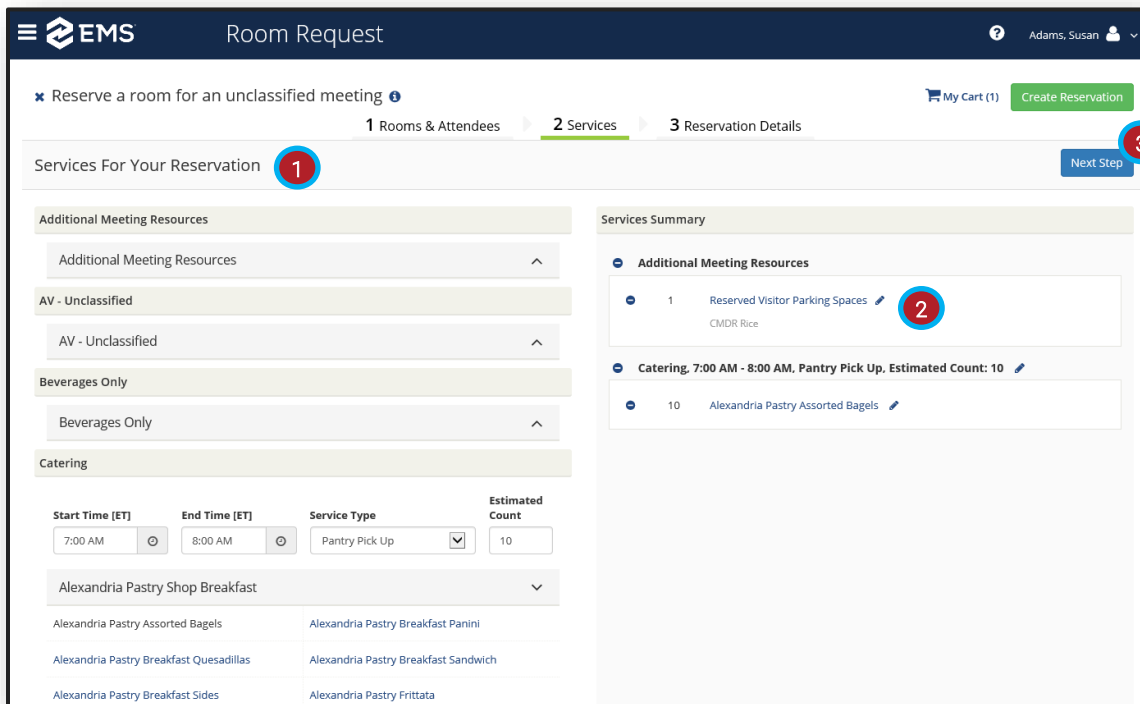 EMS Room Request ? Adams, Susan
× Reserve a room for an unclassified meeting i My Cart (1) Create Reservation
1 Rooms & Attendees 2 Services 3 Reservation Details
Services For Your Reservation 1 Next Step 3
Additional Meeting Resources
Additional Meeting Resources
AV - Unclassified
AV - Unclassified
Beverages Only
Beverages Only
Catering
Start Time [ET] End Time [ET] Service Type Estimated Count
7:00 AM 8:00 AM Pantry Pick Up 10
Alexandria Pastry Shop Breakfast
Alexandria Pastry Assorted Bagels Alexandria Pastry Breakfast Panini
Alexandria Pastry Breakfast Quesadillas Alexandria Pastry Breakfast Sandwich
Alexandria Pastry Breakfast Sides Alexandria Pastry Frittata
Services Summary
Additional Meeting Resources
1 Reserved Visitor Parking Spaces 2
CMDR Rice
Catering, 7:00 AM - 8:00 AM, Pantry Pick Up, Estimated Count: 10
10 Alexandria Pastry Assorted Bagels